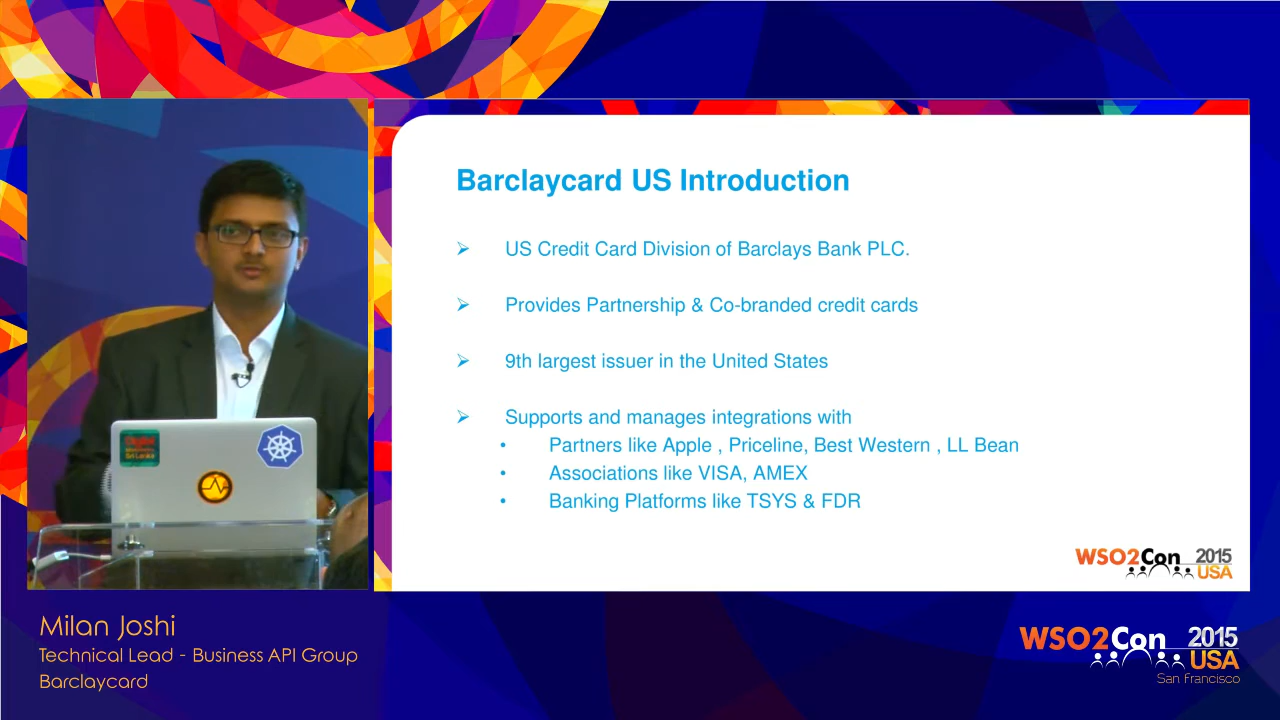 Barclaycard US Introduction
US Credit Card Division of Barclays Bank PLC.
Provides Partnership & Co-branded credit cards
9th largest issuer in the United States
Supports and manages integrations with
Partners like Apple , Priceline, Best Western , LL Bean
Associations like VISA, AMEX
Banking Platforms like TSYS & FDR
WSO2Con 2015
USA
Milan Joshi
Technical Lead - Business API Group
Barclaycard
WSO2Con 2015
USA
San Francisco